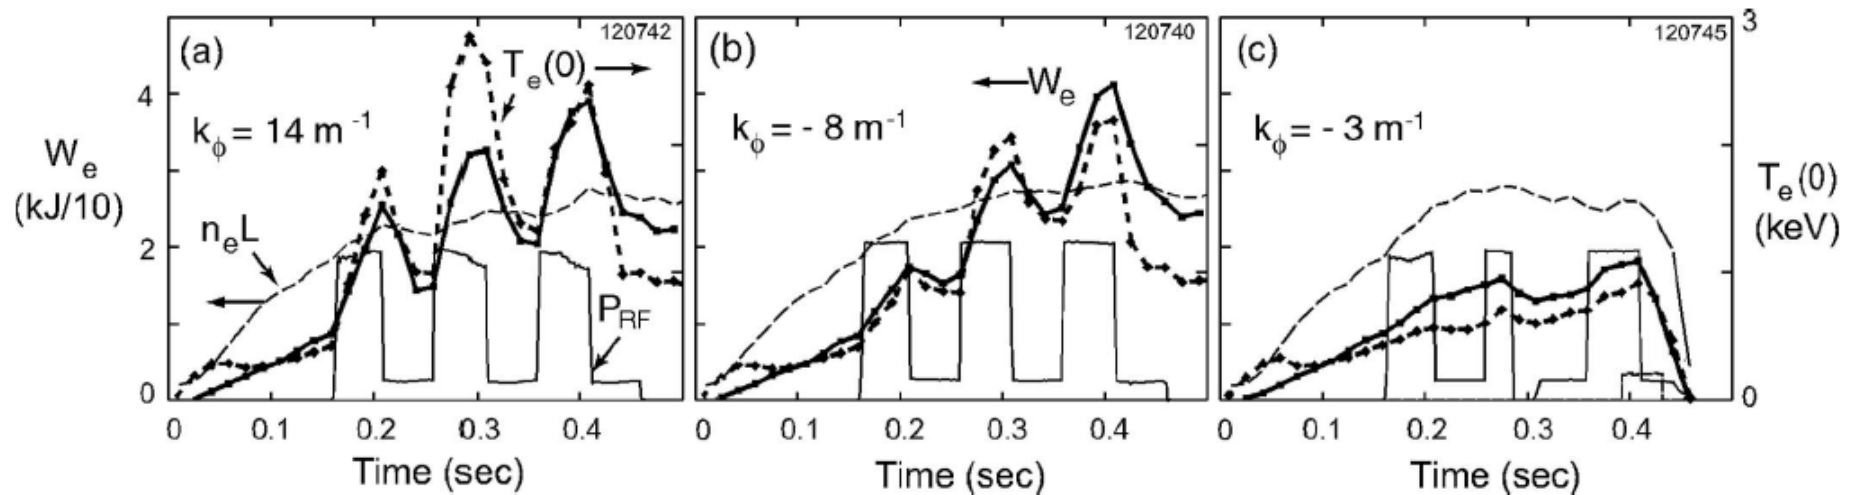 (a)
120742
T_e(0)
k_ϕ = 14 m⁻¹
n_eL
P_RF
W_e
(kJ/10)
4
2
0
0 0.1 0.2 0.3 0.4
Time (sec)
(b)
120740
W_e
k_ϕ = - 8 m⁻¹
0 0.1 0.2 0.3 0.4
Time (sec)
(c)
120745
k_ϕ = - 3 m⁻¹
0 0.1 0.2 0.3 0.4
Time (sec)
3
T_e(0)
(keV)
0